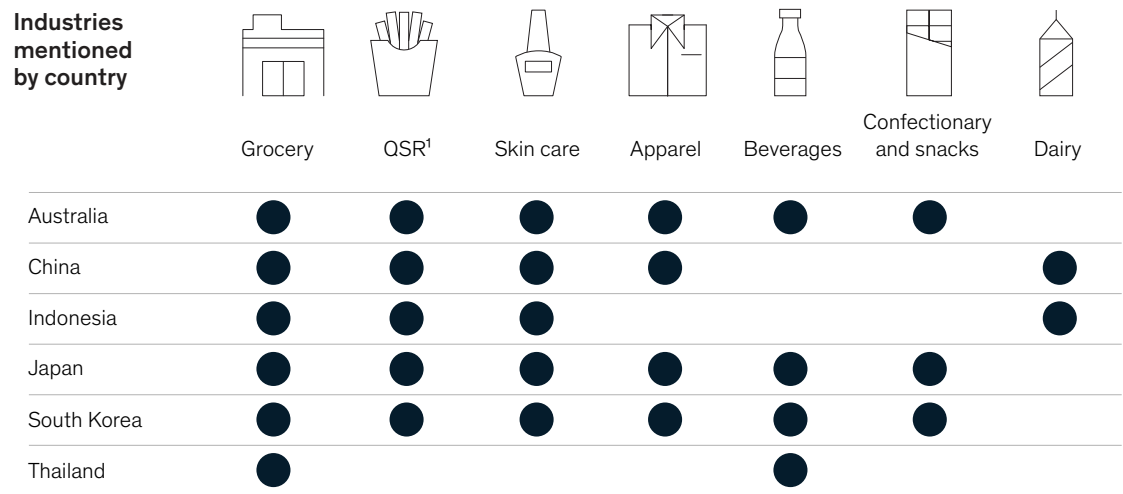 Industries
mentioned
by country
Grocery
QSR¹
Skin care
Apparel
Beverages
Confectionary
and snacks
Dairy
Australia
China
Indonesia
Japan
South Korea
Thailand